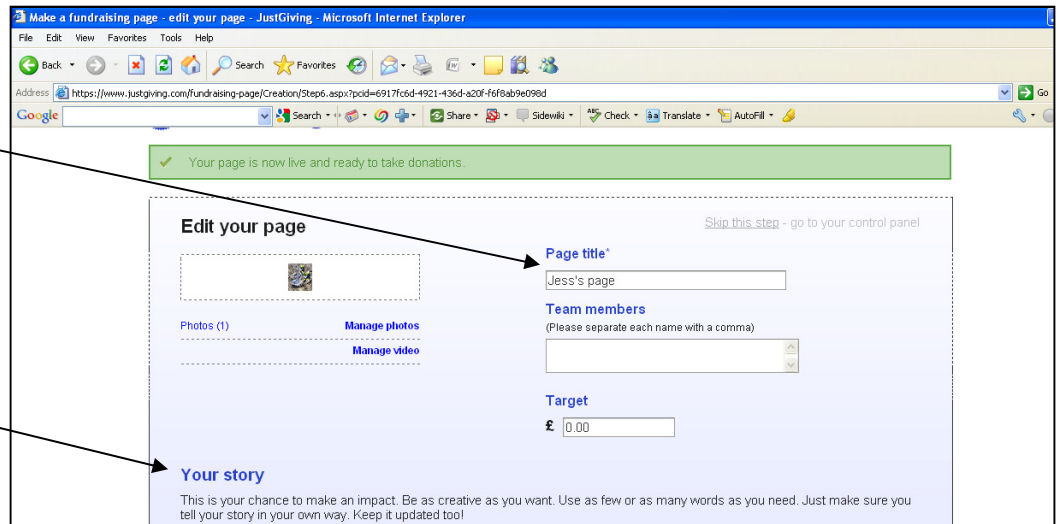 Make a fundraising page - edit your page - JustGiving - Microsoft Internet Explorer
File Edit View Favorites Tools Help
Back Search Favorites
Address https://www.justgiving.com/fundraising-page/Creation/Step6.aspx?pcid=6917fc6d-4921-436d-a20f-f6f8ab9e098d Go
Google Search Share Sidewiki Check Translate AutoFill
Your page is now live and ready to take donations.
Edit your page
Skip this step - go to your control panel
Page title*
Jess's page
Team members
(Please separate each name with a comma)
Photos (1) Manage photos
Manage video
Target
£ 0.00
Your story
This is your chance to make an impact. Be as creative as you want. Use as few or as many words as you need. Just make sure you
tell your story in your own way. Keep it updated too!